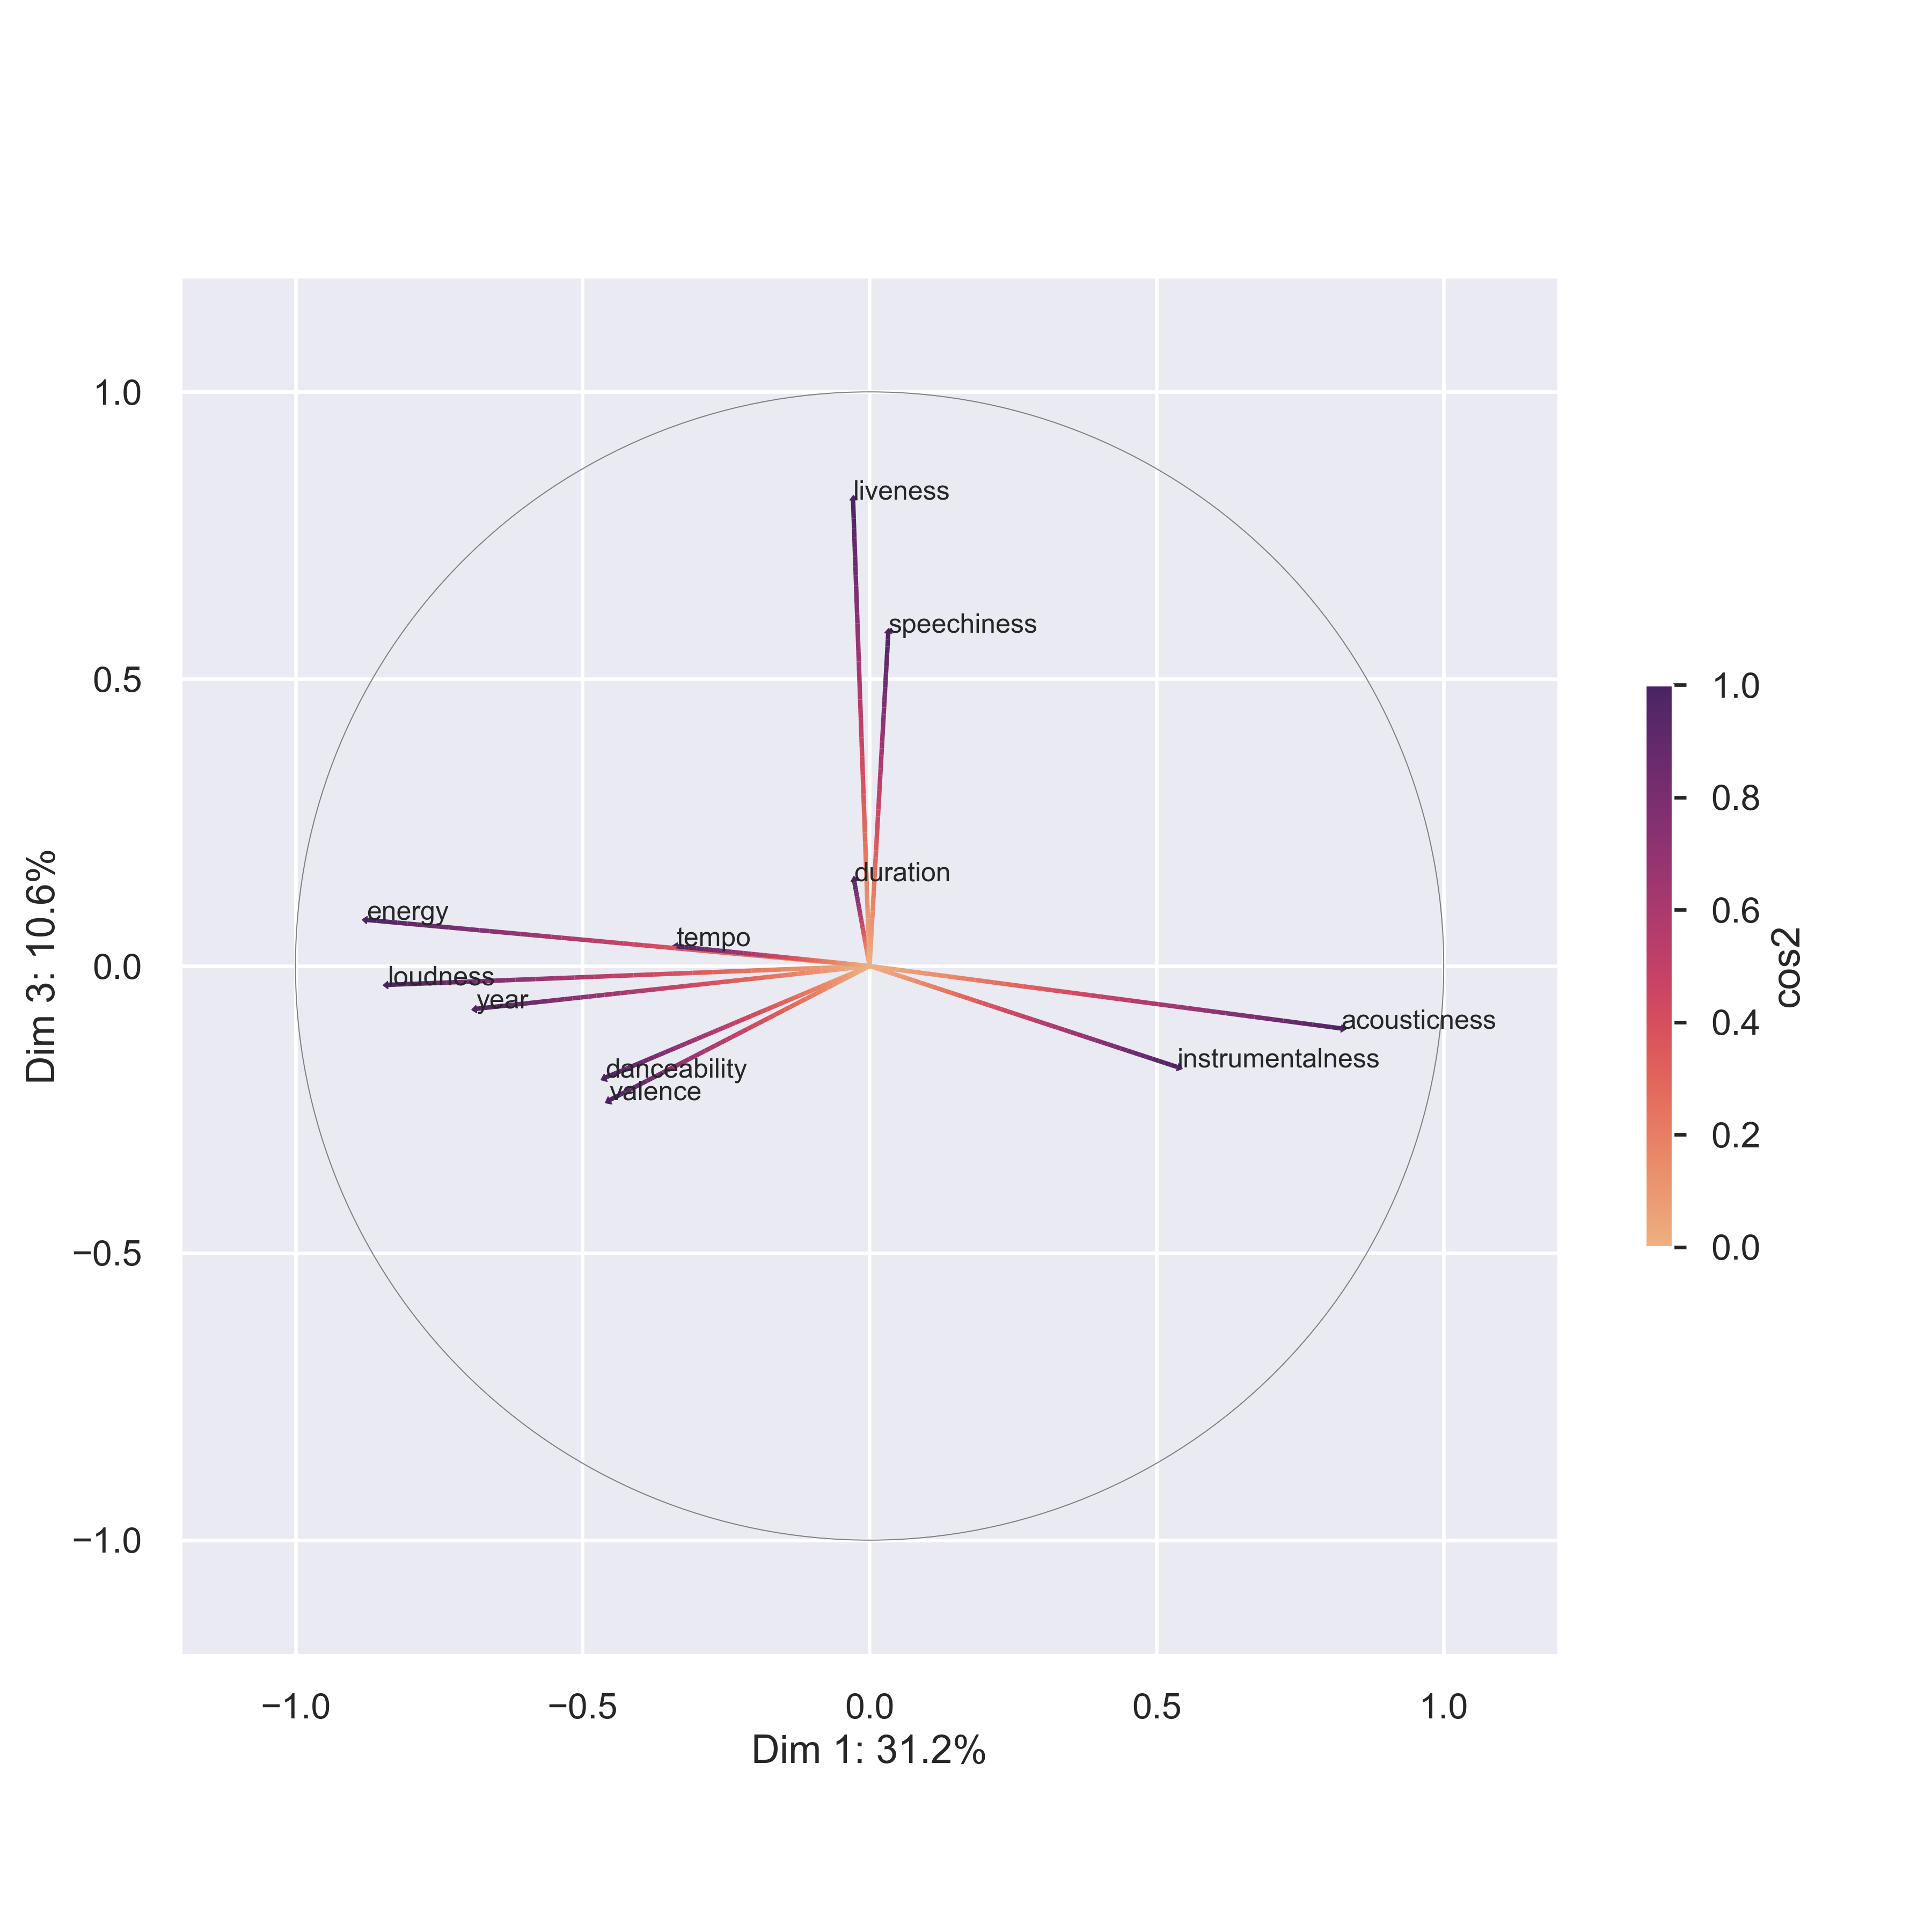 1.0
0.5
0.0
−0.5
−1.0
Dim 3: 10.6%
liveness
speechiness
duration
energy
tempo
loudness
year
danceability
valence
acousticness
instrumentalness
−1.0
−0.5
0.0
0.5
1.0
Dim 1: 31.2%
1.0
0.8
0.6
0.4
0.2
0.0
cos2